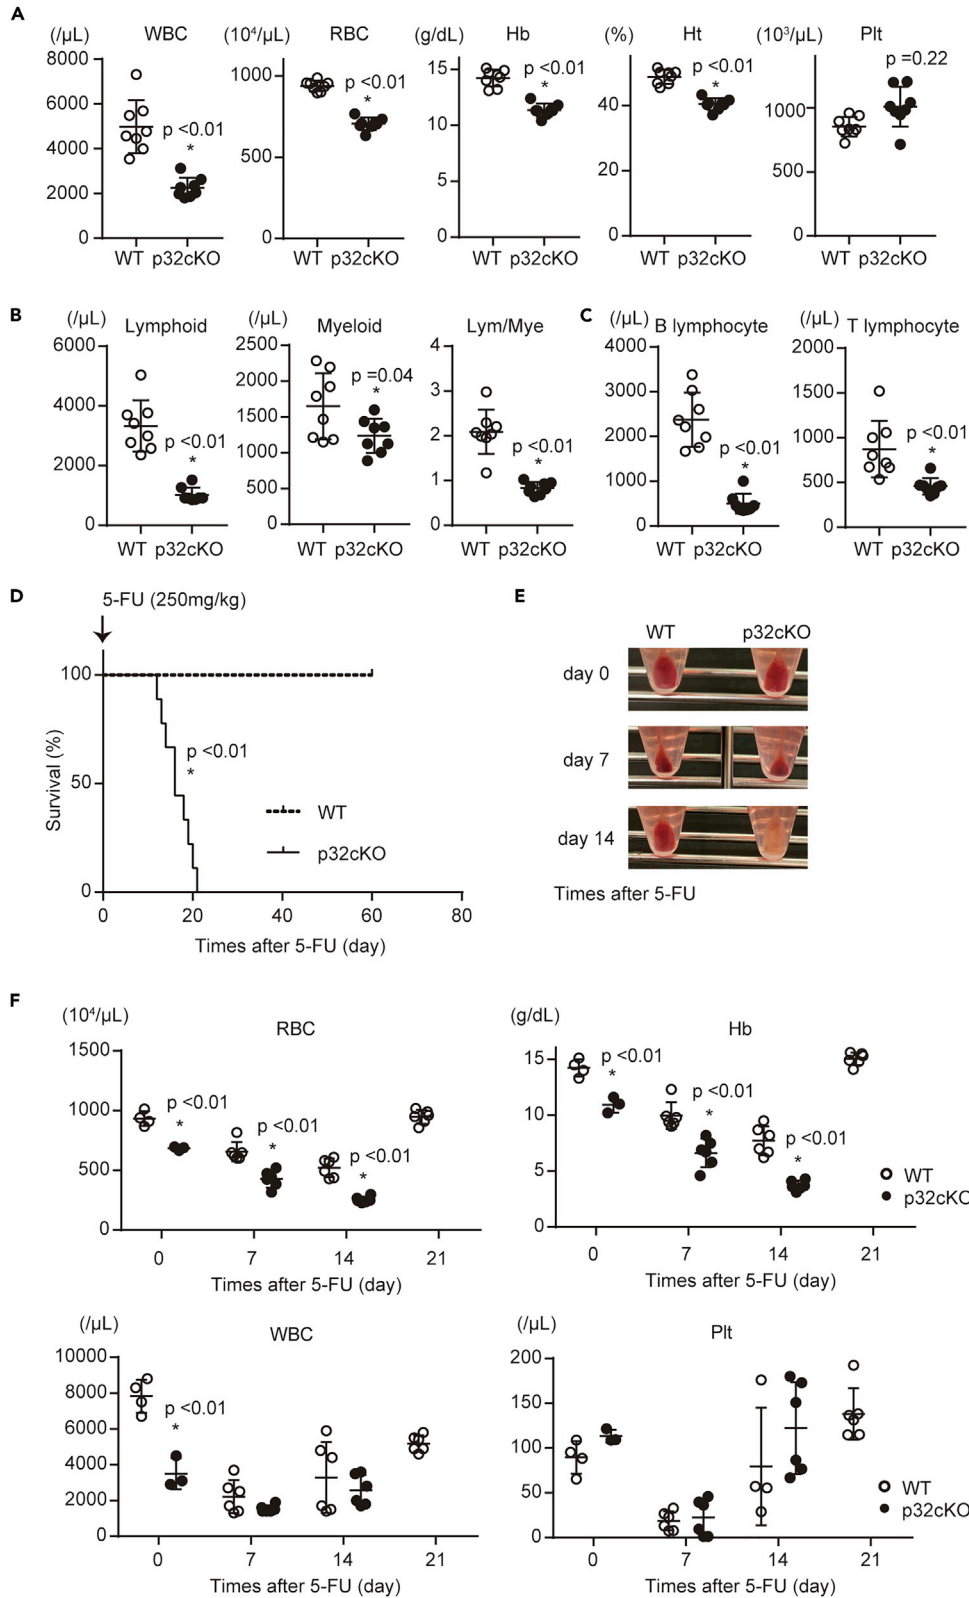 A
(/µL) WBC
8000
6000
4000
2000
0
p <0.01
*
WT p32cKO
(10⁴/µL) RBC
1000
500
0
p <0.01
*
WT p32cKO
(g/dL) Hb
15
10
5
0
p <0.01
*
WT p32cKO
(%) Ht
40
20
0
p <0.01
*
WT p32cKO
(10³/µL) Plt
1000
500
0
p =0.22
WT p32cKO
B
(/µL) Lymphoid
6000
4000
2000
0
p <0.01
*
WT p32cKO
(/µL) Myeloid
2500
2000
1500
1000
500
0
p =0.04
*
WT p32cKO
Lym/Mye
4
3
2
1
0
p <0.01
*
WT p32cKO
C
(/µL) B lymphocyte
4000
3000
2000
1000
0
p <0.01
*
WT p32cKO
(/µL) T lymphocyte
2000
1500
1000
500
0
p <0.01
*
WT p32cKO
D
5-FU (250mg/kg)
Survival (%)
100
50
0
p <0.01
*
WT
p32cKO
0 20 40 60 80
Times after 5-FU (day)
E
WT p32cKO
day 0
day 7
day 14
Times after 5-FU
F
(10⁴/µL)
RBC
1500
1000
500
0
p <0.01
*
p <0.01
*
p <0.01
*
0 7 14 21
Times after 5-FU (day)
(g/dL)
Hb
15
10
5
0
p <0.01
*
p <0.01
*
p <0.01
*
WT
p32cKO
0 7 14 21
Times after 5-FU (day)
(/µL)
WBC
10000
8000
6000
4000
2000
0
p <0.01
*
0 7 14 21
Times after 5-FU (day)
(/µL)
Plt
200
150
100
50
0
WT
p32cKO
0 7 14 21
Times after 5-FU (day)